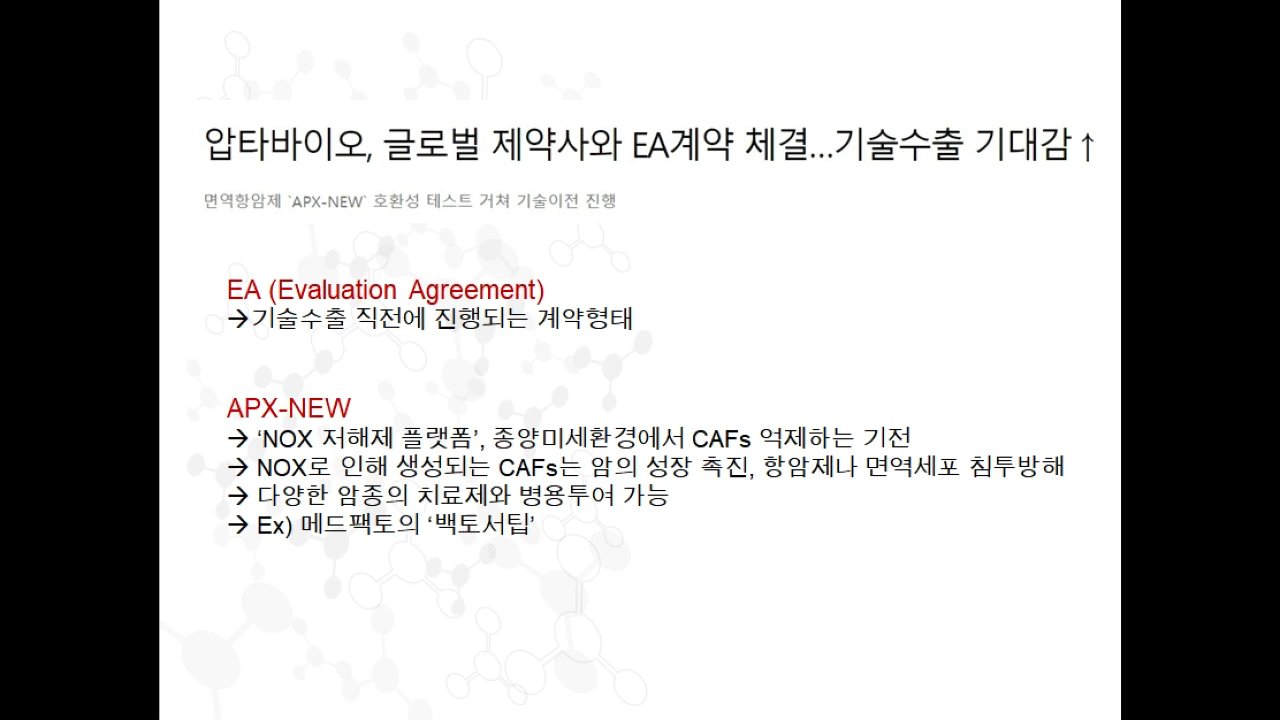 압타바이오, 글로벌 제약사와 EA계약 체결...기술수출 기대감↑
면역항암제 `APX-NEW` 호환성 테스트 거쳐 기술이전 진행
EA (Evaluation Agreement)
→기술수출 직전에 진행되는 계약형태
APX-NEW
→ ‘NOX 저해제 플랫폼’, 종양미세환경에서 CAFs 억제하는 기전
→ NOX로 인해 생성되는 CAFs는 암의 성장 촉진, 항암제나 면역세포 침투방해
→ 다양한 암종의 치료제와 병용투여 가능
→ Ex) 메드팩토의 ‘백토서팁’